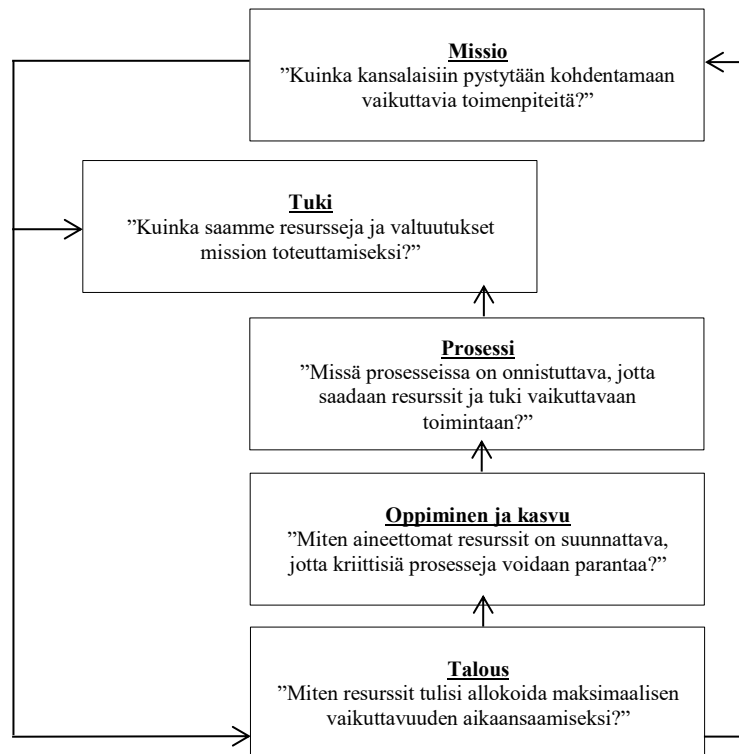 Missio
”Kuinka kansalaisiin pystytään kohdentamaan
vaikuttavia toimenpiteitä?”
Tuki
”Kuinka saamme resursseja ja valtuutukset
mission toteuttamiseksi?”
Prosessi
”Missä prosesseissa on onnistuttava, jotta
saadaan resurssit ja tuki vaikuttavaan
toimintaan?”
Oppiminen ja kasvu
”Miten aineettomat resurssit on suunnattava,
jotta kriittisiä prosesseja voidaan parantaa?”
Talous
”Miten resurssit tulisi allokoida maksimaalisen
vaikuttavuuden aikaansaamiseksi?”